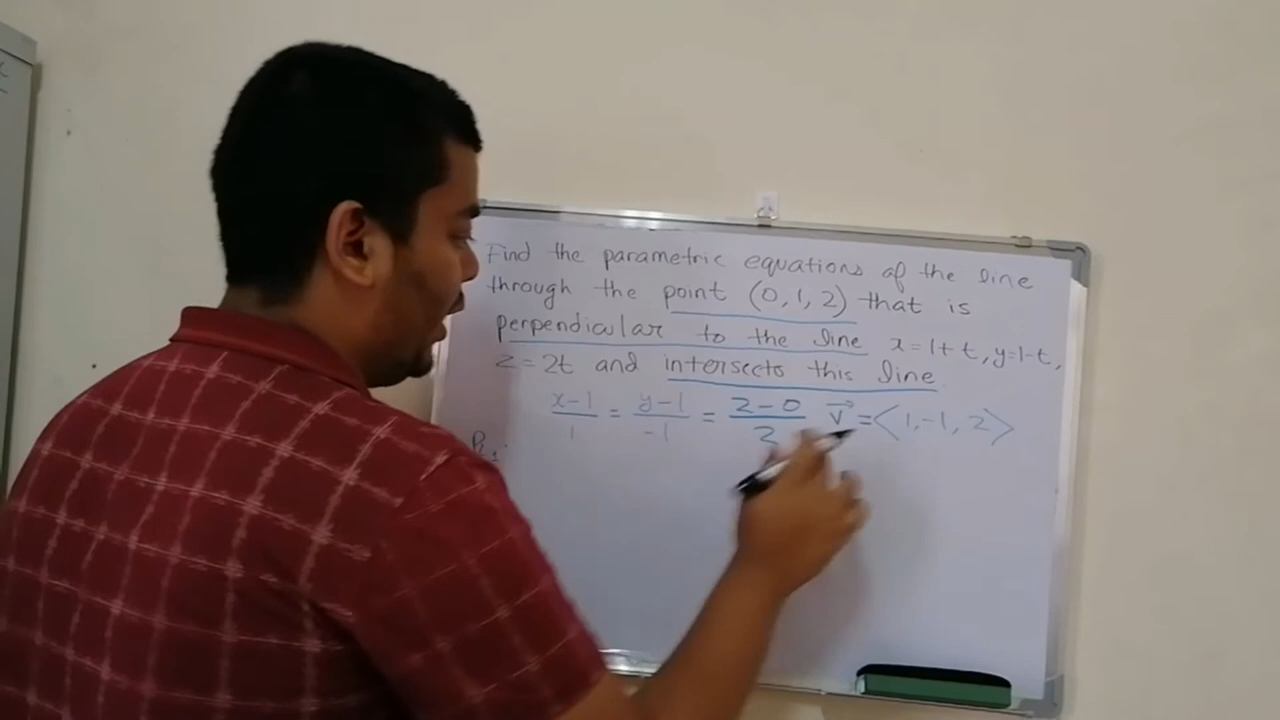 Find the parametric equations of the line
through the point (0,1,2) that is
perpendicular to the line x=1+t, y=1-t,
z=2t and intersects this line
x-1/1 = y-1/-1 = z-0/2 v⃗ =<1,-1,2>